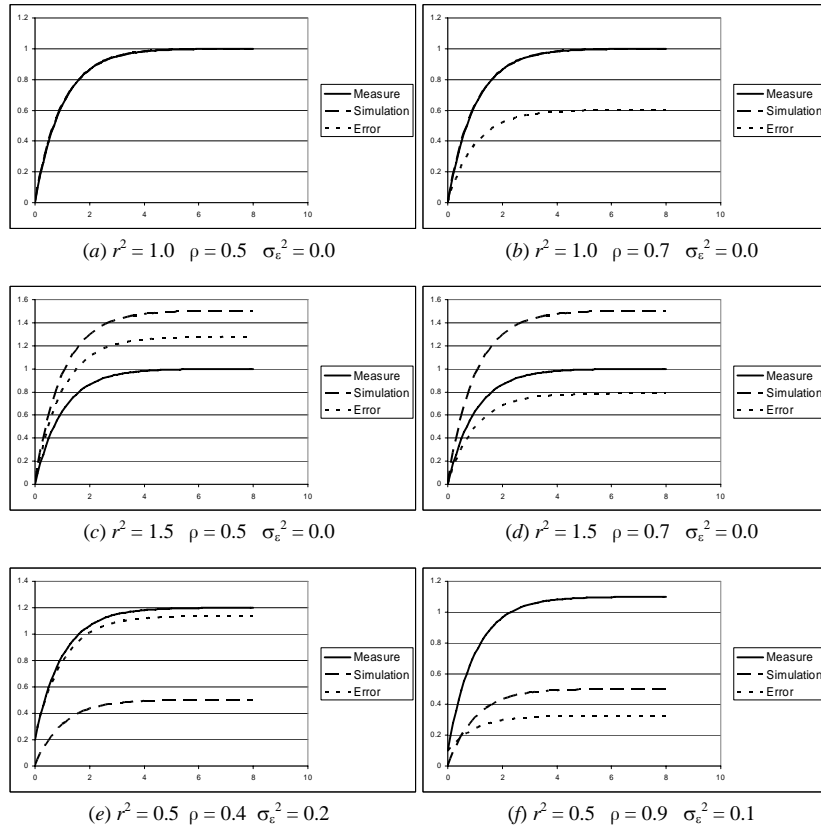 1.2
1
0.8
0.6
0.4
0.2
0
0 2 4 6 8 10
Measure
Simulation
Error
(a) r² = 1.0 ρ = 0.5 σε² = 0.0
1.2
1
0.8
0.6
0.4
0.2
0
0 2 4 6 8 10
Measure
Simulation
Error
(b) r² = 1.0 ρ = 0.7 σε² = 0.0
1.6
1.4
1.2
1
0.8
0.6
0.4
0.2
0
0 2 4 6 8 10
Measure
Simulation
Error
(c) r² = 1.5 ρ = 0.5 σε² = 0.0
1.6
1.4
1.2
1
0.8
0.6
0.4
0.2
0
0 2 4 6 8 10
Measure
Simulation
Error
(d) r² = 1.5 ρ = 0.7 σε² = 0.0
1.4
1.2
1
0.8
0.6
0.4
0.2
0
0 2 4 6 8 10
Measure
Simulation
Error
(e) r² = 0.5 ρ = 0.4 σε² = 0.2
1.2
1
0.8
0.6
0.4
0.2
0
0 2 4 6 8 10
Measure
Simulation
Error
(f) r² = 0.5 ρ = 0.9 σε² = 0.1